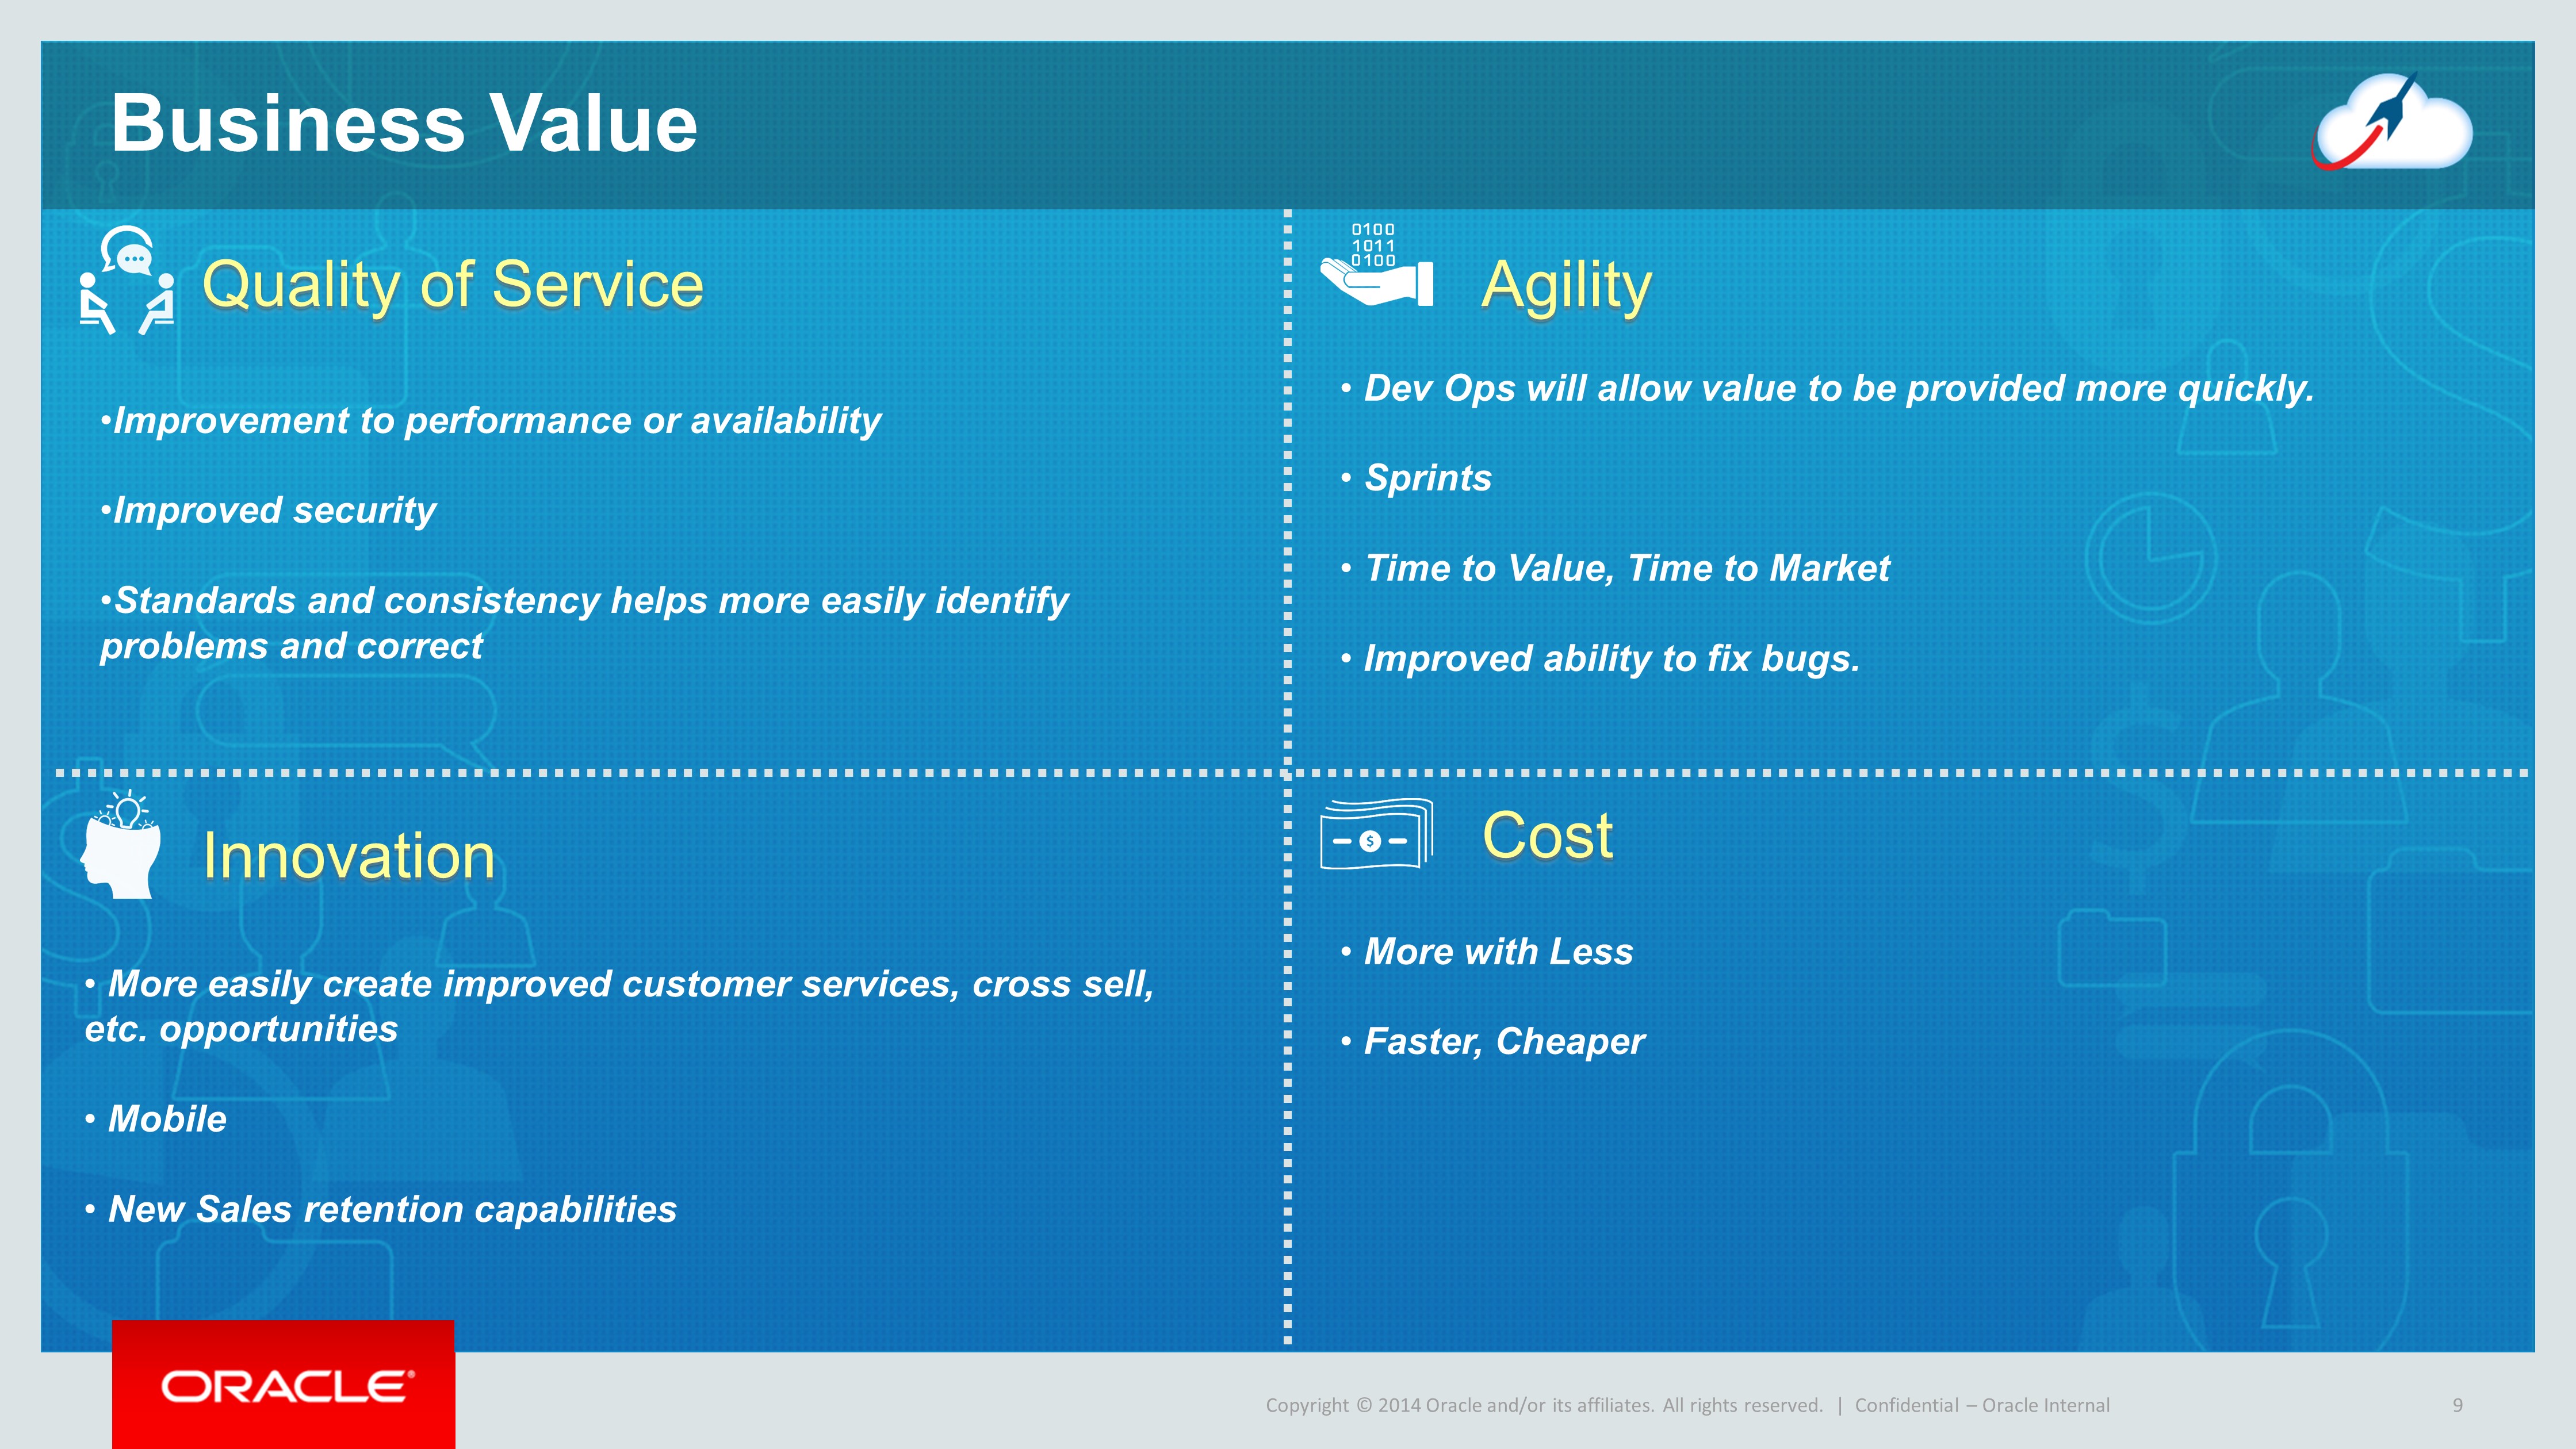 Business Value
Quality of Service
•Improvement to performance or availability
•Improved security
•Standards and consistency helps more easily identify
problems and correct
0100
1011
0100
Agility
• Dev Ops will allow value to be provided more quickly.
• Sprints
• Time to Value, Time to Market
• Improved ability to fix bugs.
Innovation
• More easily create improved customer services, cross sell,
etc. opportunities
• Mobile
• New Sales retention capabilities
$
Cost
• More with Less
• Faster, Cheaper
ORACLE®
Copyright © 2014 Oracle and/or its affiliates. All rights reserved. | Confidential – Oracle Internal
9